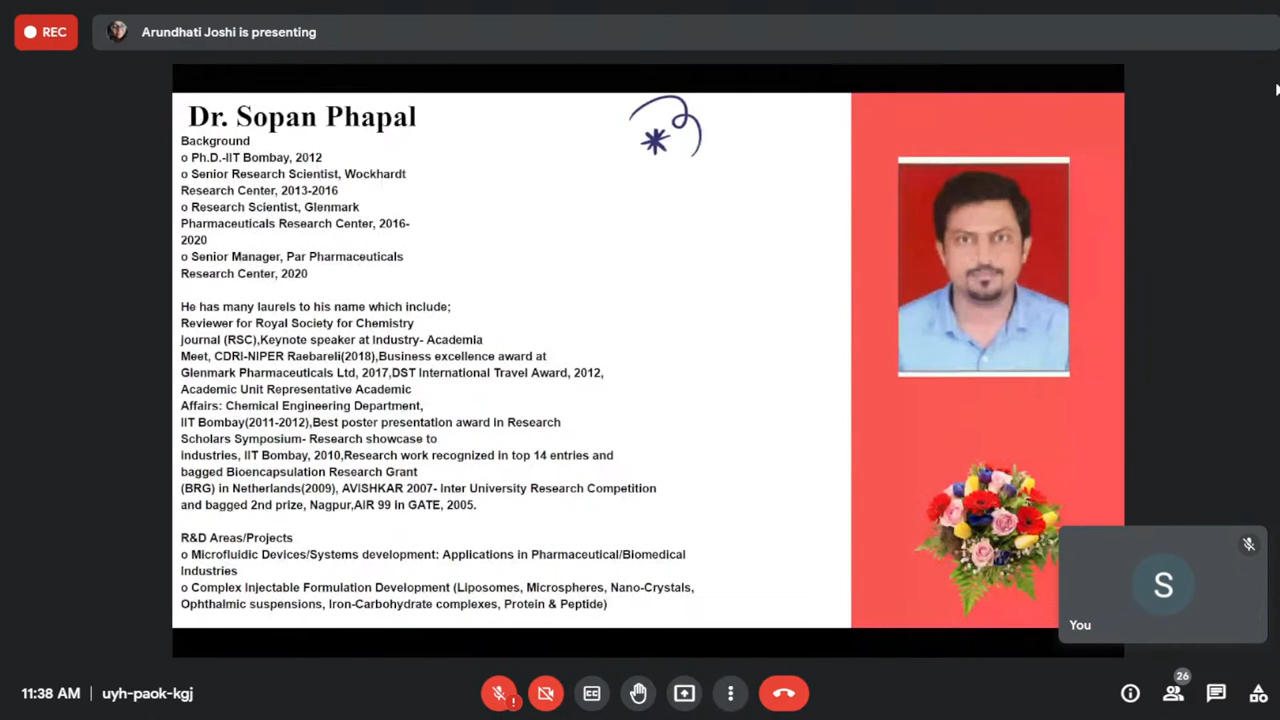 REC
Arundhati Joshi is presenting
Dr. Sopan Phapal
Background
o Ph.D.-IIT Bombay, 2012
o Senior Research Scientist, Wockhardt
Research Center, 2013-2016
o Research Scientist, Glenmark
Pharmaceuticals Research Center, 2016-
2020
o Senior Manager, Par Pharmaceuticals
Research Center, 2020
He has many laurels to his name which include;
Reviewer for Royal Society for Chemistry
journal (RSC),Keynote speaker at Industry- Academia
Meet, CDRI-NIPER Raebareli(2018),Business excellence award at
Glenmark Pharmaceuticals Ltd, 2017,DST International Travel Award, 2012,
Academic Unit Representative Academic
Affairs: Chemical Engineering Department,
IIT Bombay(2011-2012),Best poster presentation award in Research
Scholars Symposium- Research showcase to
industries, IIT Bombay, 2010,Research work recognized in top 14 entries and
bagged Bioencapsulation Research Grant
(BRG) in Netherlands(2009), AVISHKAR 2007- Inter University Research Competition
and bagged 2nd prize, Nagpur,AIR 99 in GATE, 2005.
R&D Areas/Projects
o Microfluidic Devices/Systems development: Applications in Pharmaceutical/Biomedical
Industries
o Complex Injectable Formulation Development (Liposomes, Microspheres, Nano-Crystals,
Ophthalmic suspensions, Iron-Carbohydrate complexes, Protein & Peptide)
S
You
11:38 AM | uyh-paok-kgj
26